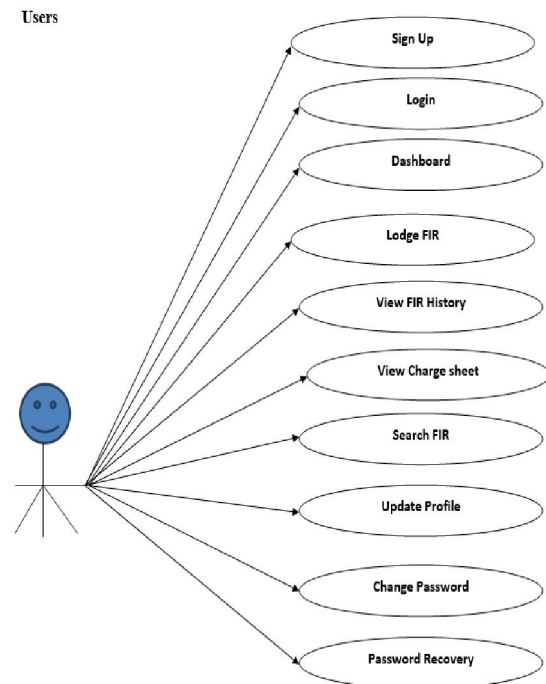 Users
Sign Up
Login
Dashboard
Lodge FIR
View FIR History
View Charge sheet
Search FIR
Update Profile
Change Password
Password Recovery